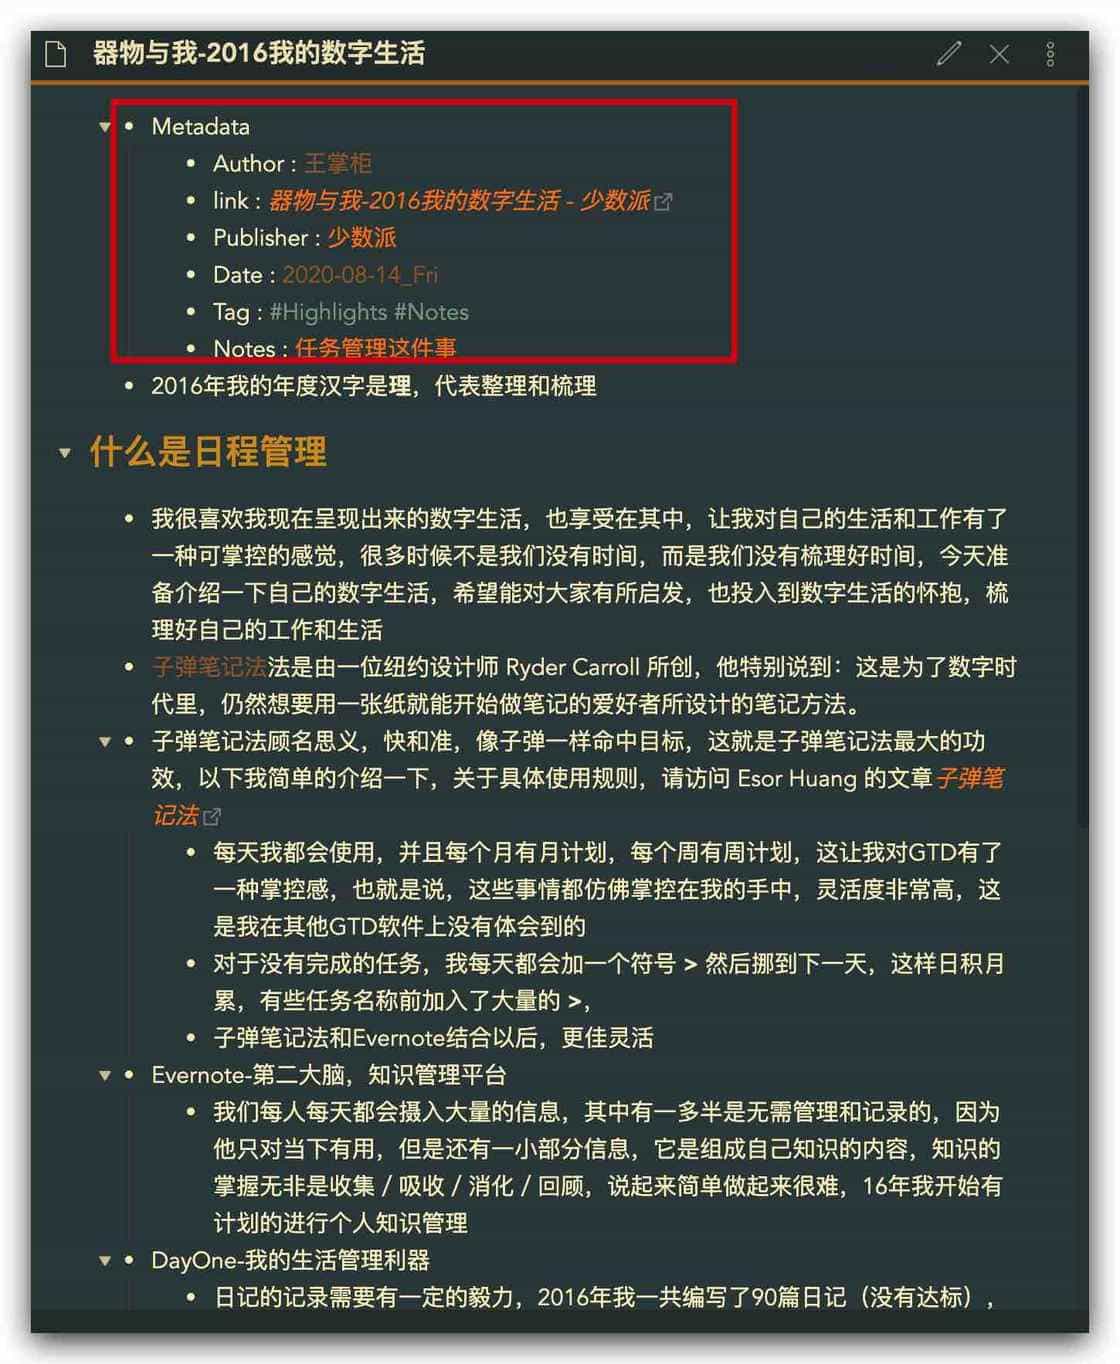 器物与我-2016我的数字生活
Metadata
Author : 王掌柜
link : 器物与我-2016我的数字生活 - 少数派
Publisher : 少数派
Date : 2020-08-14_Fri
Tag : #Highlights #Notes
Notes : 任务管理这件事
2016年我的年度汉字是理，代表整理和梳理
什么是日程管理
我很喜欢我现在呈现出来的数字生活，也享受在其中，让我对自己的生活和工作有了
一种可掌控的感觉，很多时候不是我们没有时间，而是我们没有梳理好时间，今天准
备介绍一下自己的数字生活，希望能对大家有所启发，也投入到数字生活的怀抱，梳
理好自己的工作和生活
子弹笔记法法是由一位纽约设计师 Ryder Carroll 所创，他特别说到：这是为了数字时
代里，仍然想要用一张纸就能开始做笔记的爱好者所设计的笔记方法。
子弹笔记法顾名思义，快和准，像子弹一样命中目标，这就是子弹笔记法最大的功
效，以下我简单的介绍一下，关于具体使用规则，请访问 Esor Huang 的文章子弹笔
记法
每天我都会使用，并且每个月有月计划，每个周有周计划，这让我对GTD有了
一种掌控感，也就是说，这些事情都仿佛掌控在我的手中，灵活度非常高，这
是我在其他GTD软件上没有体会到的
对于没有完成的任务，我每天都会加一个符号 > 然后挪到下一天，这样日积月
累，有些任务名称前加入了大量的 >，
子弹笔记法和Evernote结合以后，更佳灵活
Evernote-第二大脑，知识管理平台
我们每人每天都会摄入大量的信息，其中有一多半是无需管理和记录的，因为
他只对当下有用，但是还有一小部分信息，它是组成自己知识的内容，知识的
掌握无非是收集 / 吸收 / 消化 / 回顾，说起来简单做起来很难，16年我开始有
计划的进行个人知识管理
DayOne-我的生活管理利器
日记的记录需要有一定的毅力，2016年我一共编写了90篇日记（没有达标），